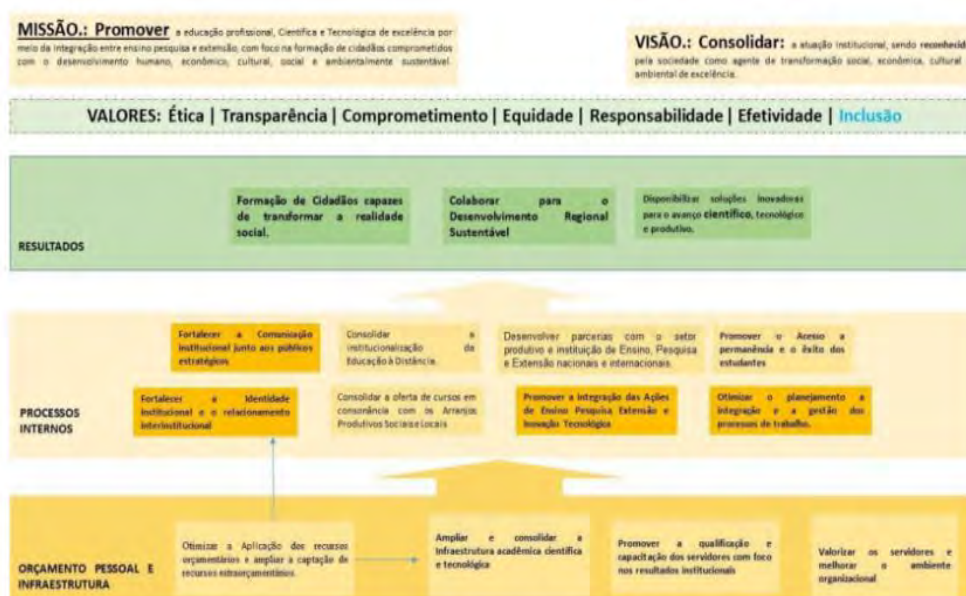 MISSÃO.: Promover a educação profissional, Científica e Tecnológica de excelência por
meio da integração entre ensino pesquisa e extensão, com foco na formação de cidadãos comprometidos
com o desenvolvimento humano, econômico, cultural, social e ambientalmente sustentável.
VISÃO.: Consolidar: a atuação institucional, sendo reconhecid
pela sociedade como agente de transformação social, econômica, cultural
ambiental de excelência.
VALORES: Ética | Transparência | Comprometimento | Equidade | Responsabilidade | Efetividade | Inclusão
RESULTADOS
Formação de Cidadãos capazes
de transformar a realidade
social.
Colaborar para o
Desenvolvimento Regional
Sustentável
Disponibilizar soluções inovadoras
para o avanço científico, tecnológico
e produtivo.
PROCESSOS
INTERNOS
Fortalecer a Comunicação
institucional junto aos públicos
estratégicos
Consolidar a
institucionalização da
Educação à Distância.
Desenvolver parcerias com o setor
produtivo e instituição de Ensino, Pesquisa
e Extensão nacionais e internacionais.
Promover o Acesso a
permanência e o êxito dos
estudantes
Fortalecer a Identidade
Institucional e o relacionamento
interinstitucional
Consolidar a oferta de cursos em
consonância com os Arranjos
Produtivos Sociais e Locais
Promover a integração das Ações
de Ensino Pesquisa Extensão e
Inovação Tecnológica
Otimizar o planejamento a
integração e a gestão dos
processos de trabalho.
ORÇAMENTO PESSOAL E
INFRAESTRUTURA
Otimizar a Aplicação dos recursos
orçamentários e ampliar a captação de
recursos extraorçamentários.
Ampliar e consolidar a
Infraestrutura acadêmica científica
e tecnológica
Promover a qualificação e
capacitação dos servidores com foco
nos resultados institucionais
Valorizar os servidores e
melhorar o ambiente
organizacional